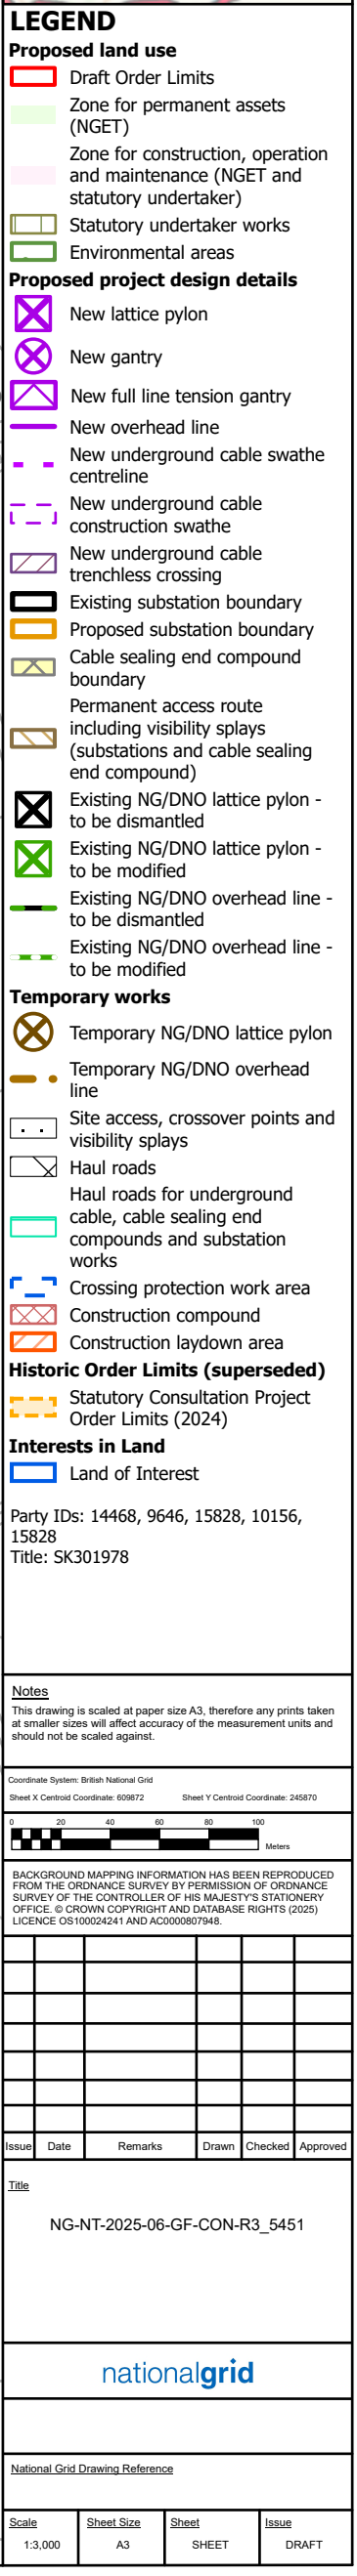 LEGEND
Proposed land use
Draft Order Limits
Zone for permanent assets
(NGET)
Zone for construction, operation
and maintenance (NGET and
statutory undertaker)
Statutory undertaker works
Environmental areas
Proposed project design details
New lattice pylon
New gantry
New full line tension gantry
New overhead line
New underground cable swathe
centreline
New underground cable
construction swathe
New underground cable
trenchless crossing
Existing substation boundary
Proposed substation boundary
Cable sealing end compound
boundary
Permanent access route
including visibility splays
(substations and cable sealing
end compound)
Existing NG/DNO lattice pylon -
to be dismantled
Existing NG/DNO lattice pylon -
to be modified
Existing NG/DNO overhead line -
to be dismantled
Existing NG/DNO overhead line -
to be modified
Temporary works
Temporary NG/DNO lattice pylon
Temporary NG/DNO overhead
line
Site access, crossover points and
visibility splays
Haul roads
Haul roads for underground
cable, cable sealing end
compounds and substation
works
Crossing protection work area
Construction compound
Construction laydown area
Historic Order Limits (superseded)
Statutory Consultation Project
Order Limits (2024)
Interests in Land
Land of Interest
Party IDs: 14468, 9646, 15828, 10156,
15828
Title: SK301978
Notes
This drawing is scaled at paper size A3, therefore any prints taken
at smaller sizes will affect accuracy of the measurement units and
should not be scaled against.
Coordinate System: British National Grid
Sheet X Centroid Coordinate: 609872 Sheet Y Centroid Coordinate: 245870
0 20 40 60 80 100
Meters
BACKGROUND MAPPING INFORMATION HAS BEEN REPRODUCED
FROM THE ORDNANCE SURVEY BY PERMISSION OF ORDNANCE
SURVEY OF THE CONTROLLER OF HIS MAJESTY'S STATIONERY
OFFICE. © CROWN COPYRIGHT AND DATABASE RIGHTS (2025)
LICENCE OS100024241 AND AC0000807948.
Issue Date Remarks Drawn Checked Approved
Title
NG-NT-2025-06-GF-CON-R3_5451
nationalgrid
National Grid Drawing Reference
Scale Sheet Size Sheet Issue
1:3,000 A3 SHEET DRAFT